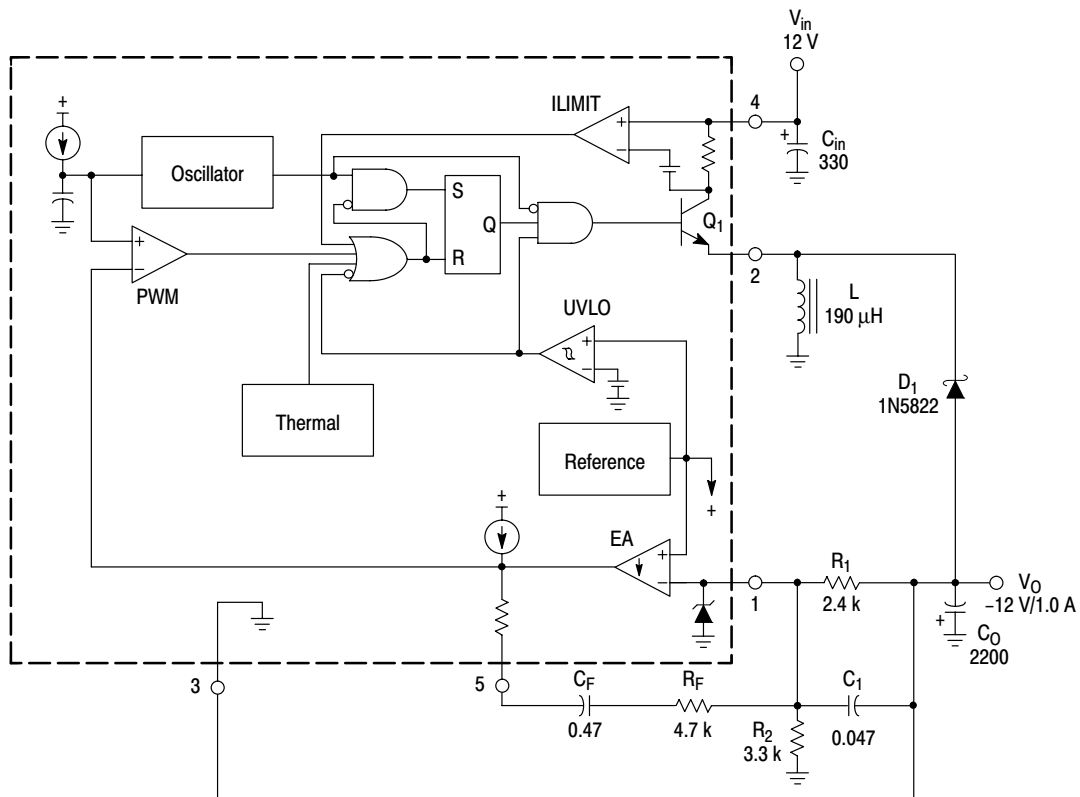 V_in
12 V
4
ILIMIT
+
−
+
C_in
330
+
Oscillator
S
Q
R
Q_1
+
−
PWM
2
L
190 μH
UVLO
+
−
D_1
1N5822
Thermal
Reference
+
+
EA
+
−
1
R_1
2.4 k
V_O
–12 V/1.0 A
+
C_O
2200
3
5
C_F
0.47
R_F
4.7 k
R_2
3.3 k
C_1
0.047